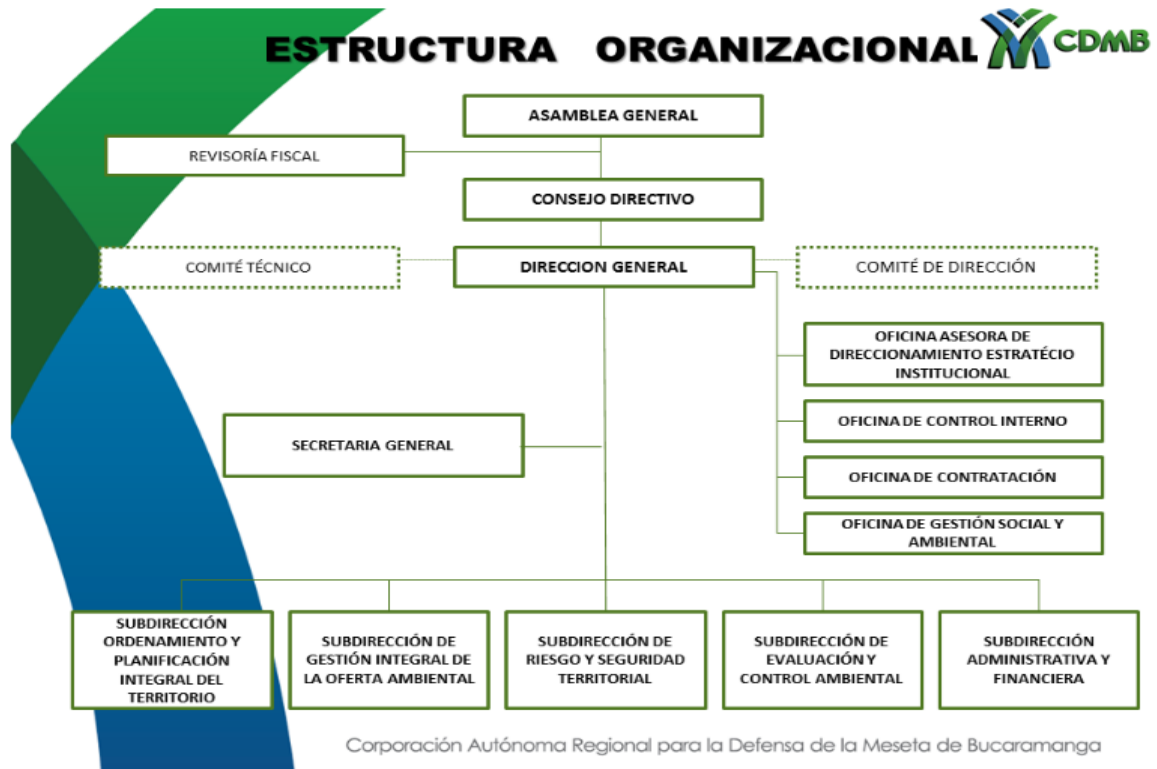 ESTRUCTURA ORGANIZACIONAL
CDMB
ASAMBLEA GENERAL
REVISORÍA FISCAL
CONSEJO DIRECTIVO
COMITÉ TÉCNICO
DIRECCION GENERAL
COMITÉ DE DIRECCIÓN
OFICINA ASESORA DE
DIRECCIONAMIENTO ESTRATÉCIO
INSTITUCIONAL
OFICINA DE CONTROL INTERNO
SECRETARIA GENERAL
OFICINA DE CONTRATACIÓN
OFICINA DE GESTIÓN SOCIAL Y
AMBIENTAL
SUBDIRECCIÓN
ORDENAMIENTO Y
PLANIFICACIÓN
INTEGRAL DEL
TERRITORIO
SUBDIRECCIÓN DE
GESTIÓN INTEGRAL DE
LA OFERTA AMBIENTAL
SUBDIRECCIÓN DE
RIESGO Y SEGURIDAD
TERRITORIAL
SUBDIRECCIÓN DE
EVALUACIÓN Y
CONTROL AMBIENTAL
SUBDIRECCIÓN
ADMINISTRATIVA Y
FINANCIERA
Corporación Autónoma Regional para la Defensa de la Meseta de Bucaramanga